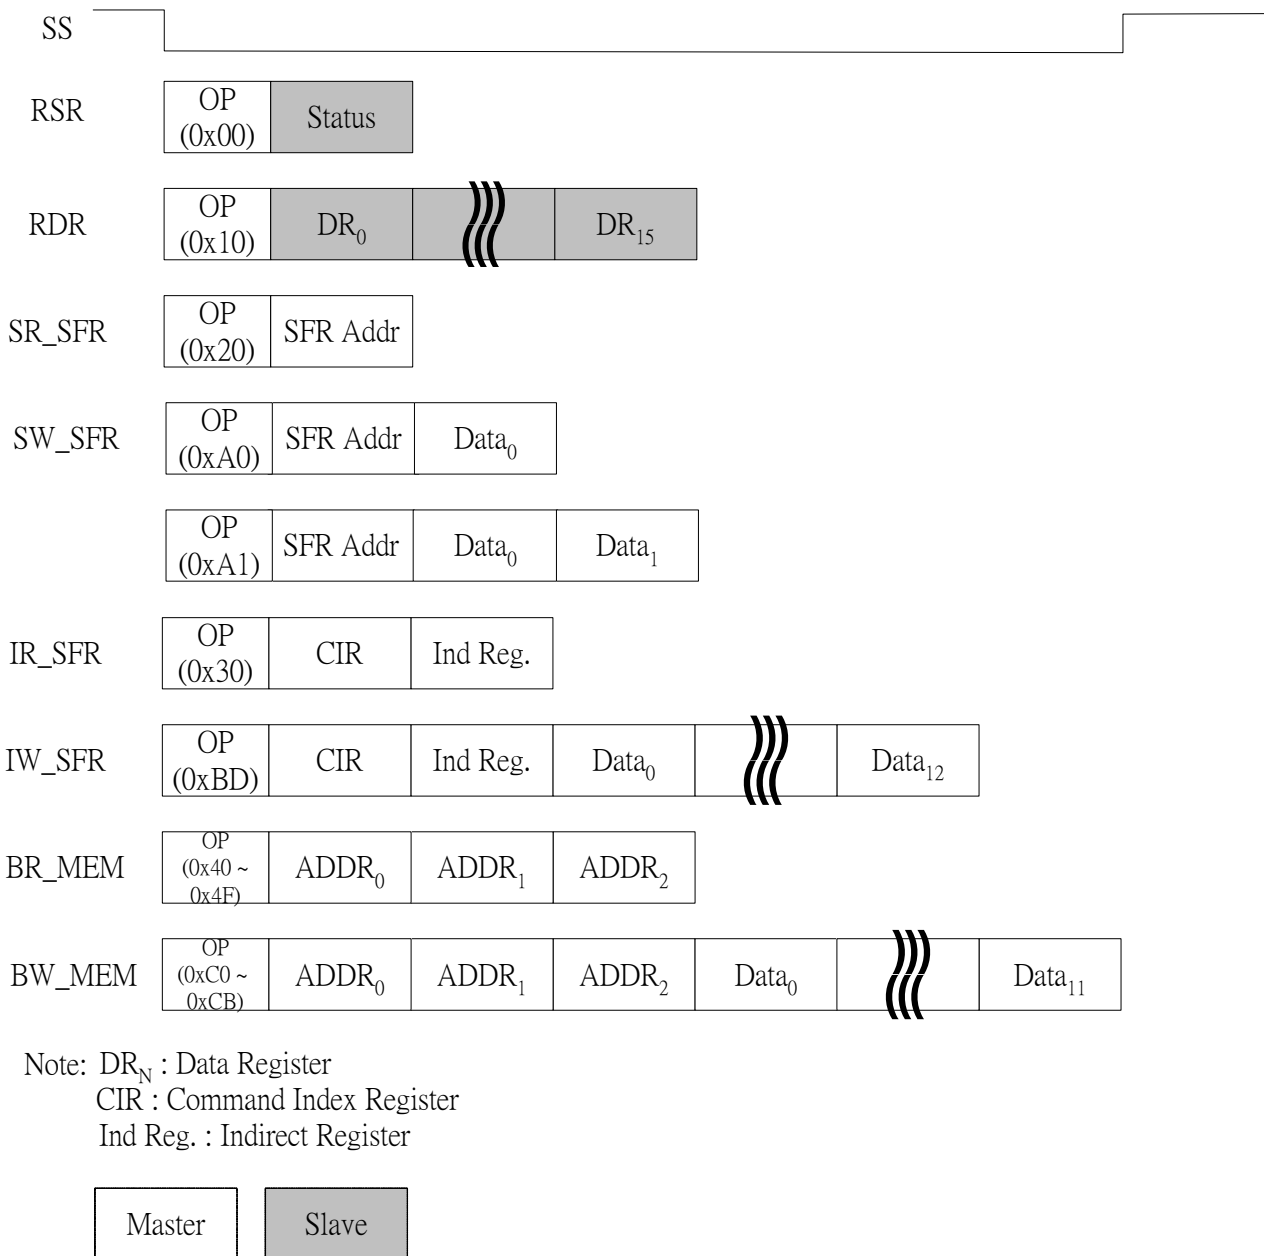 SS
RSR OP (0x00) Status
RDR OP (0x10) DR0 DR15
SR_SFR OP (0x20) SFR Addr
SW_SFR OP (0xA0) SFR Addr Data0
OP (0xA1) SFR Addr Data0 Data1
IR_SFR OP (0x30) CIR Ind Reg.
IW_SFR OP (0xBD) CIR Ind Reg. Data0 Data12
BR_MEM OP (0x40 ~ 0x4F) ADDR0 ADDR1 ADDR2
BW_MEM OP (0xC0 ~ 0xCB) ADDR0 ADDR1 ADDR2 Data0 Data11
Note: DRN : Data Register
CIR : Command Index Register
Ind Reg. : Indirect Register
Master Slave